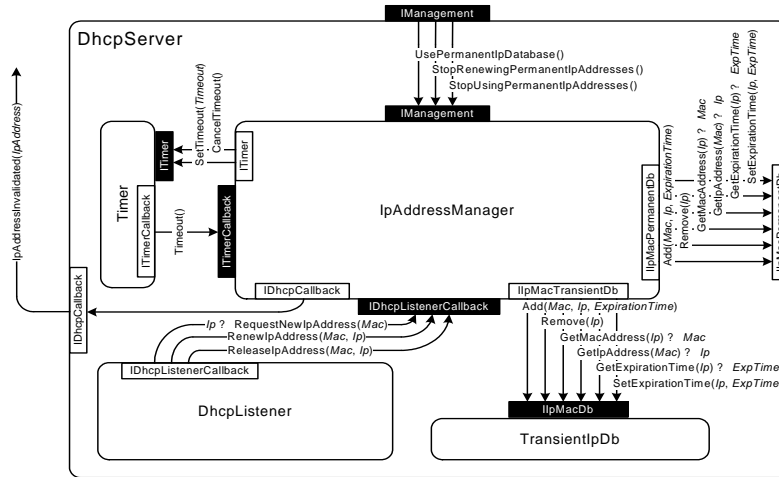 IManagement
DhcpServer
UsePermanentIpDatabase()
StopRenewingPermanentIpAddresses()
StopUsingPermanentIpAddresses()
IManagement
IpAddressInvalidated(IpAddress)
Timer
ITimer
SetTimeout(Timeout)
CancelTimeout()
ITimer
ITimerCallback
Timeout()
ITimerCallback
IpAddressManager
IIpMacPermanentDb
Add(Mac, Ip, ExpirationTime)
Remove(Ip)
GetMacAddress(Ip) ? Mac
GetIpAddress(Mac) ? Ip
GetExpirationTime(Ip) ? ExpTime
SetExpirationTime(Ip, ExpTime)
IDhcpCallback
IDhcpCallback
IDhcpListenerCallback
IIpMacTransientDb
Ip ? RequestNewIpAddress(Mac)
RenewIpAddress(Mac, Ip)
ReleaseIpAddress(Mac, Ip)
IDhcpListenerCallback
DhcpListener
Add(Mac, Ip, ExpirationTime)
Remove(Ip)
GetMacAddress(Ip) ? Mac
GetIpAddress(Mac) ? Ip
GetExpirationTime(Ip) ? ExpTime
SetExpirationTime(Ip, ExpTime)
IIpMacDb
TransientIpDb